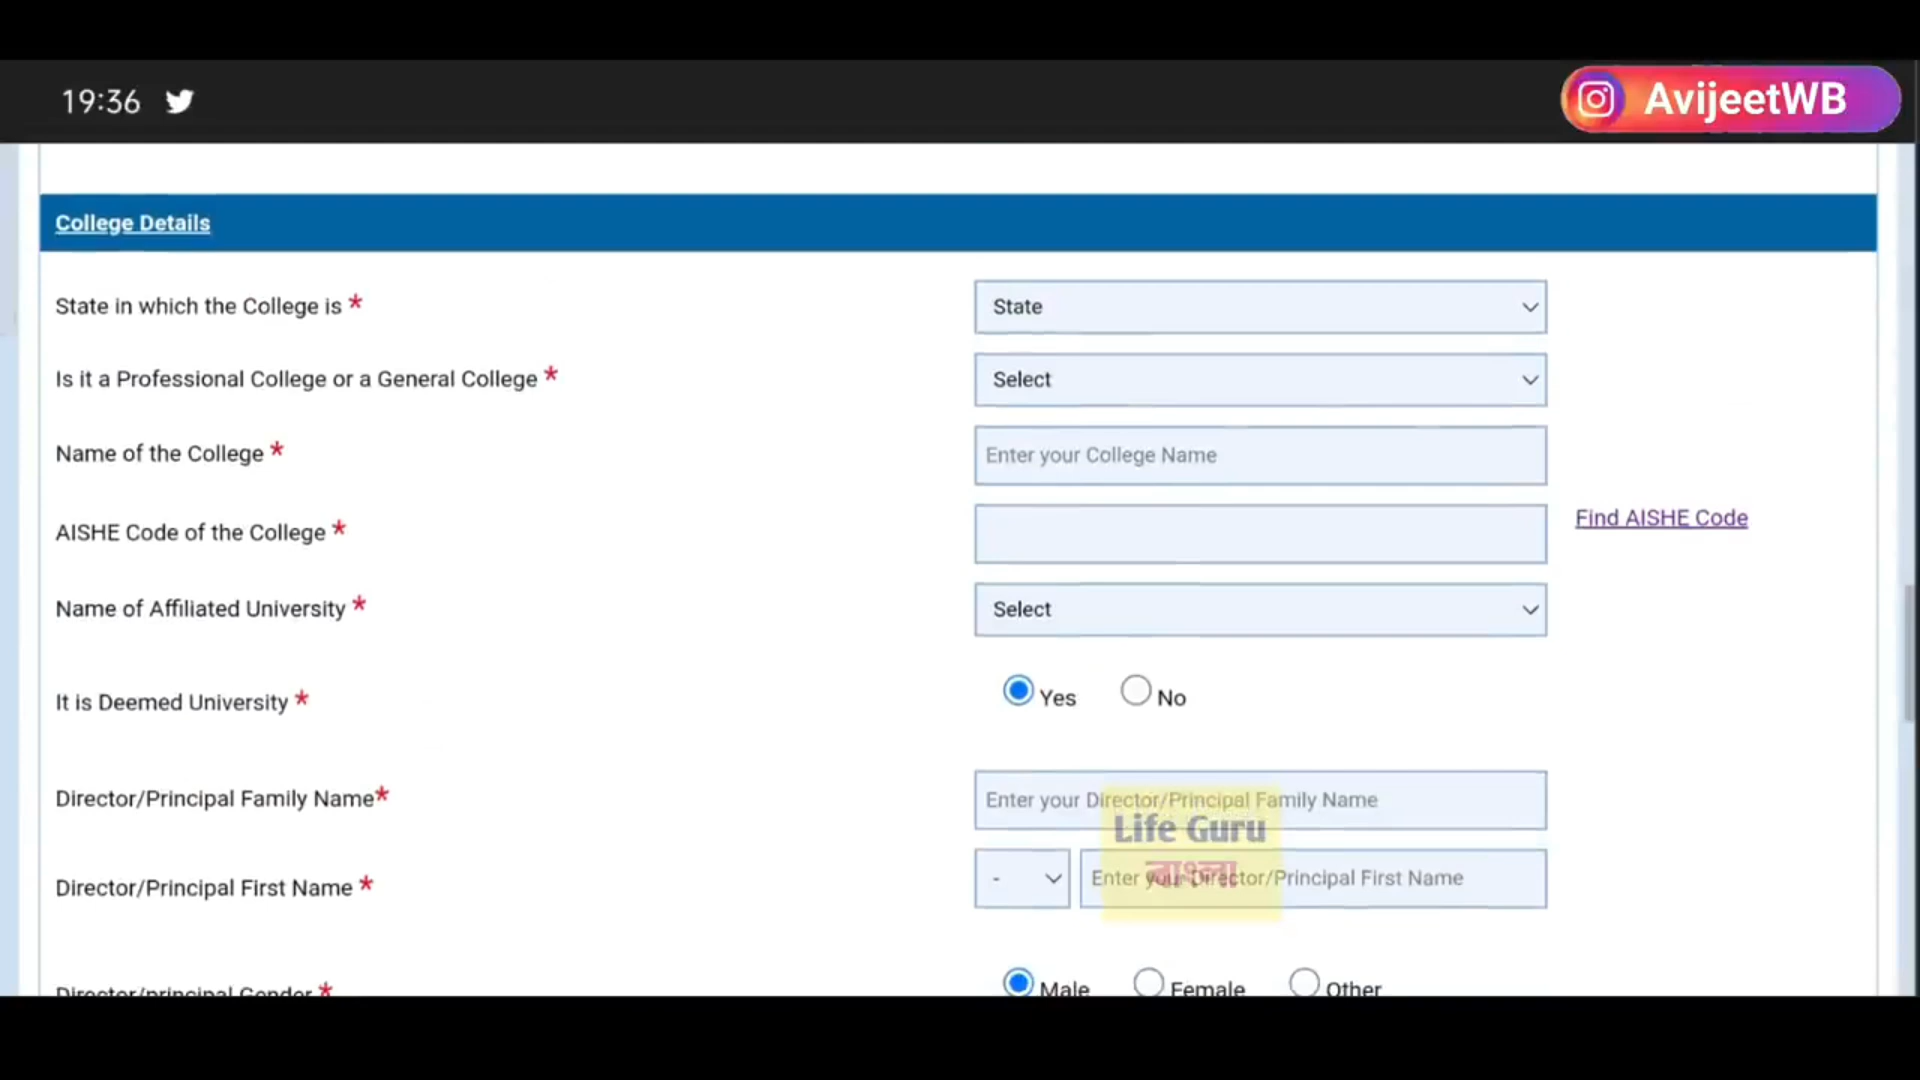 19:36
AvijeetWB
College Details
State in which the College is *
State
Is it a Professional College or a General College *
Select
Name of the College *
Enter your College Name
AISHE Code of the College *
Find AISHE Code
Name of Affiliated University *
Select
It is Deemed University *
Yes No
Director/Principal Family Name*
Enter your Director/Principal Family Name
Life Guru
বাংলা
Director/Principal First Name *
-
Enter your Director/Principal First Name
Director/principal Gender *
Male Female Other